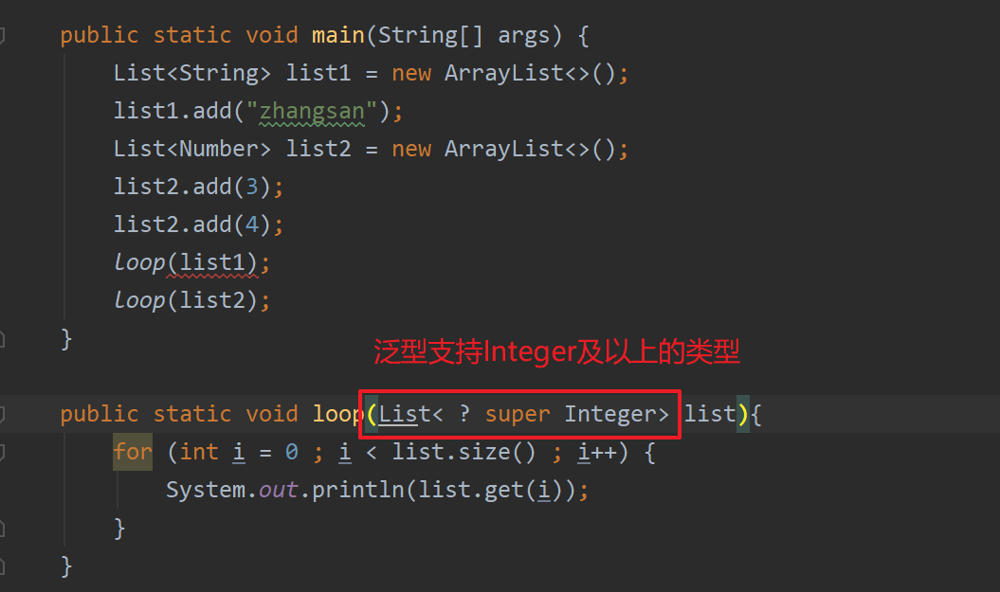 public static void main(String[] args) {
List<String> list1 = new ArrayList<>();
list1.add("zhangsan");
List<Number> list2 = new ArrayList<>();
list2.add(3);
list2.add(4);
loop(list1);
loop(list2);
}
泛型支持Integer及以上的类型
public static void loop(List< ? super Integer> list){
for (int i = 0 ; i < list.size() ; i++) {
System.out.println(list.get(i));
}
}